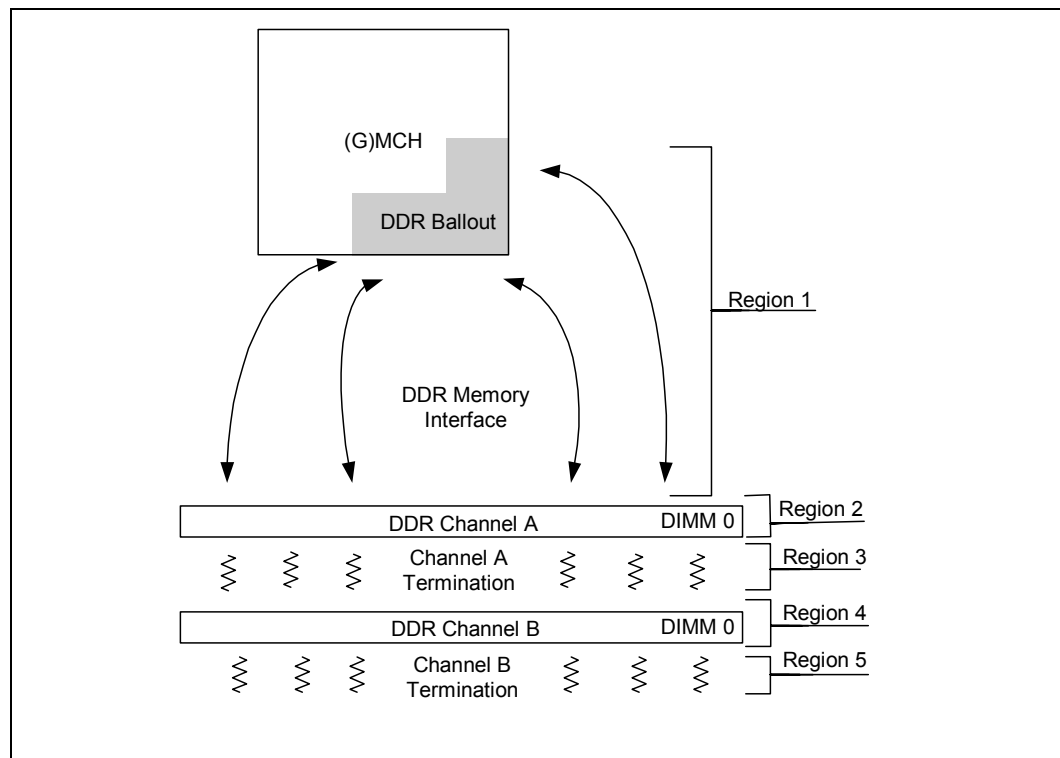 (G)MCH
DDR Ballout
Region 1
DDR Memory
Interface
DDR Channel A
DIMM 0
Region 2
Channel A
Termination
Region 3
DDR Channel B
DIMM 0
Region 4
Channel B
Termination
Region 5